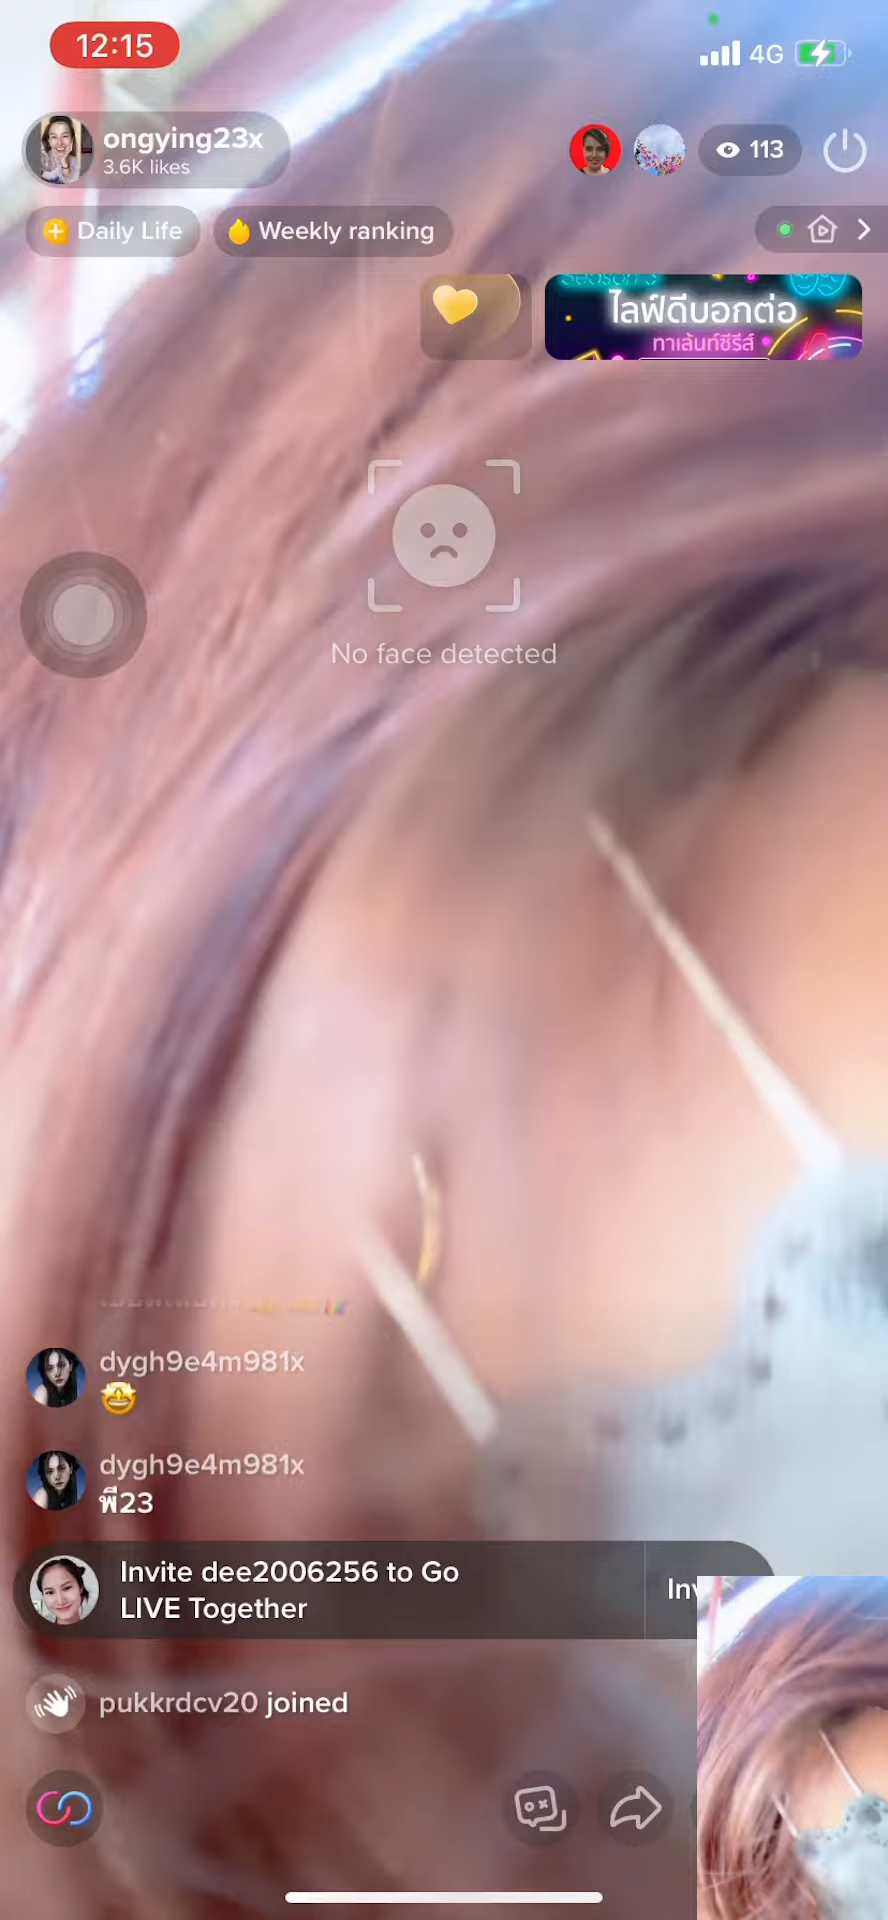 12:15
4G
ongying23x
3.6K likes
113
Daily Life
Weekly ranking
Season 3
ไลฟ์ดีบอกต่อ
ทาเล้นท์ซีรีส์
No face detected
dygh9e4m981x
dygh9e4m981x
พี23
Invite dee2006256 to Go
LIVE Together
pukkrdcv20 joined